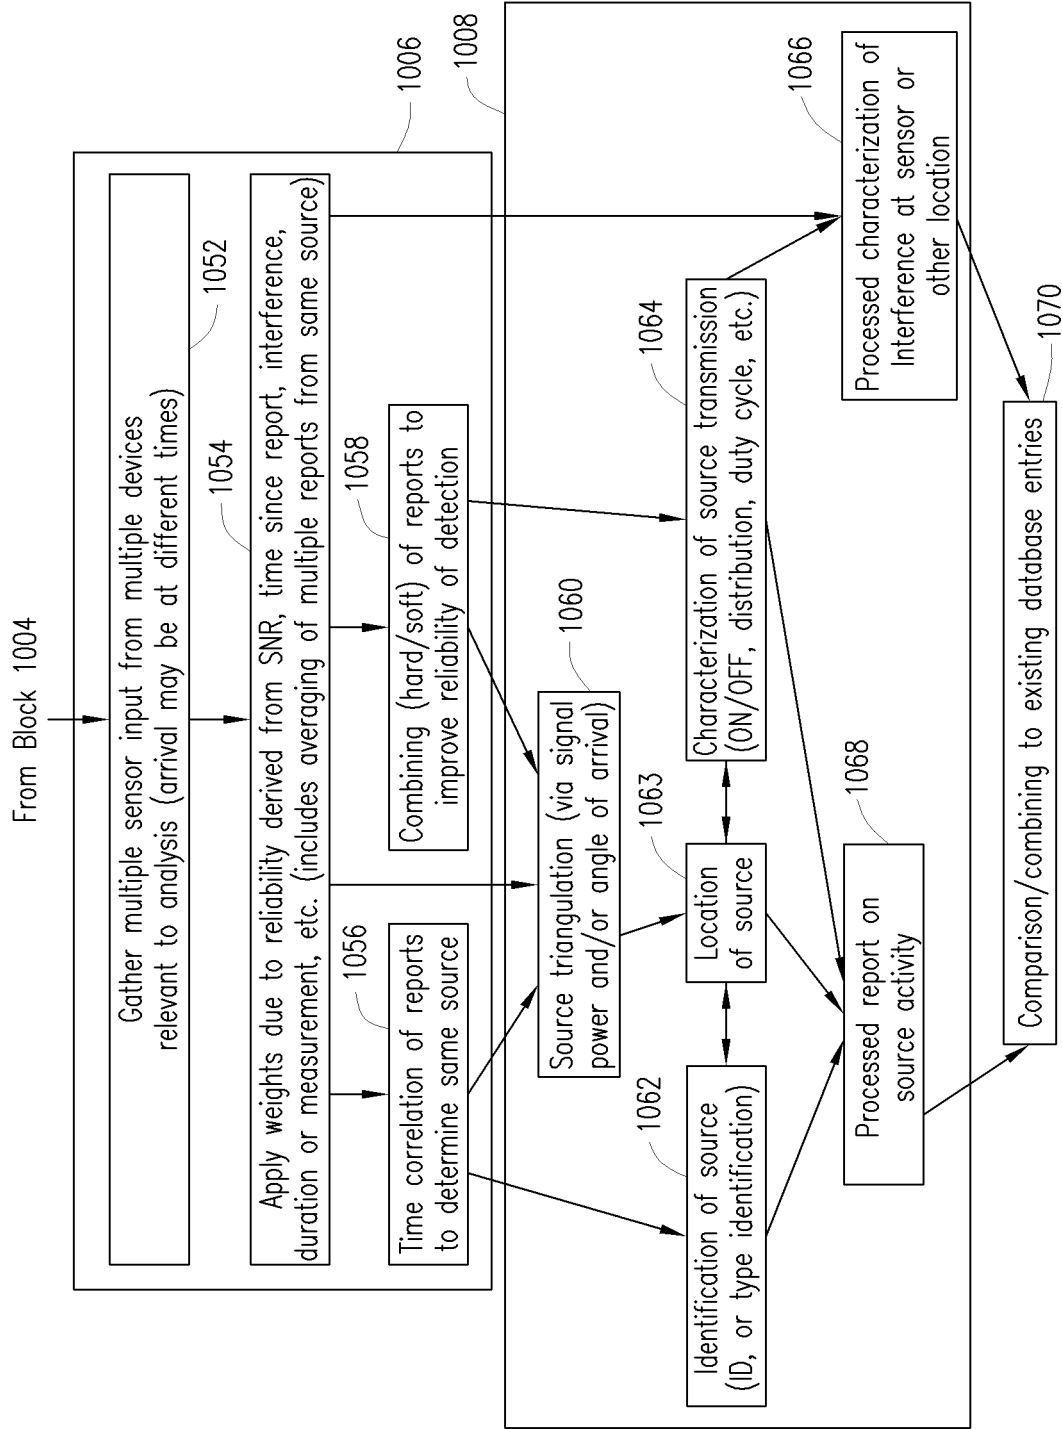 From Block 1004
Gather multiple sensor input from multiple devices
relevant to analysis (arrival may be at different times)
1052
1006
Apply weights due to reliability derived from SNR, time since report, interference,
duration or measurement, etc. (includes averaging of multiple reports from same source)
1054
Time correlation of reports
to determine same source
1056
Combining (hard/soft) of reports to
improve reliability of detection
1058
1008
Source triangulation (via signal
power and/or angle of arrival)
1060
Identification of source
(ID, or type identification)
1062
Location
of source
1063
Characterization of source transmission
(ON/OFF, distribution, duty cycle, etc.)
1064
Processed characterization of
Interference at sensor or
other location
1066
Processed report on
source activity
1068
Comparison/combining to existing database entries
1070